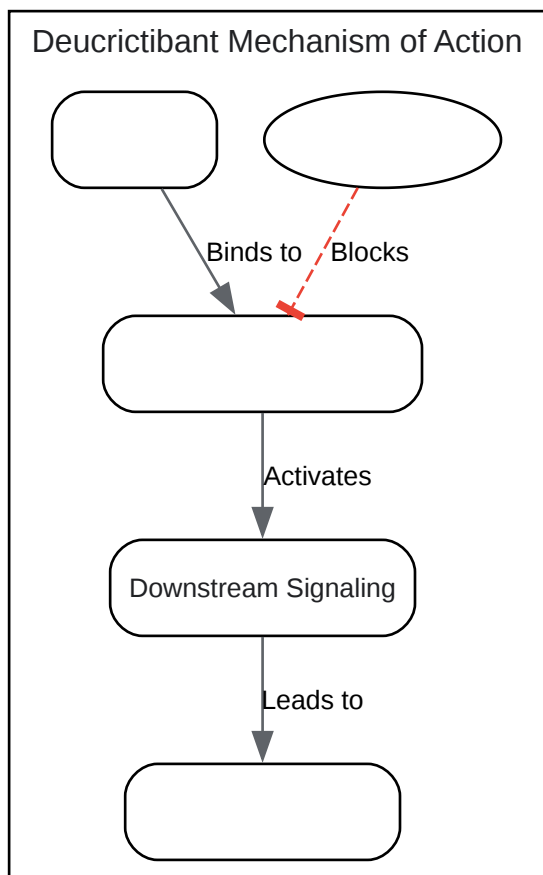 Deucrictibant Mechanism of Action
Binds to
Blocks
Activates
Downstream Signaling
Leads to